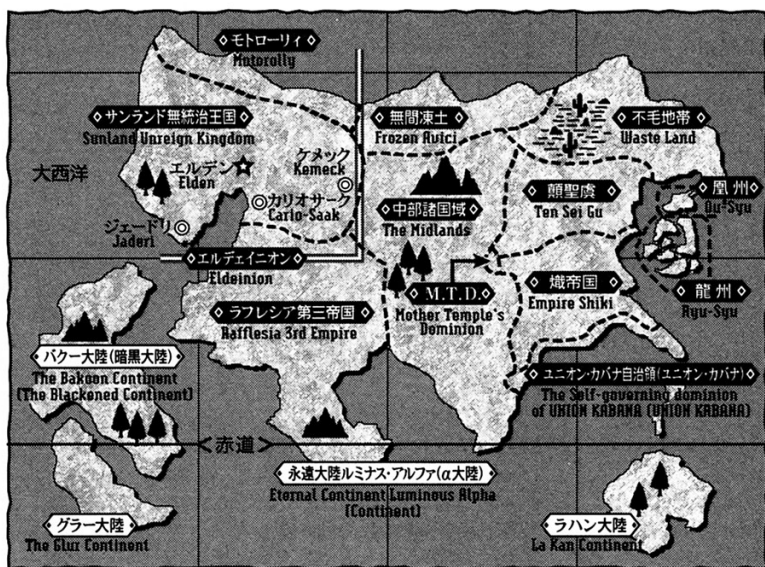 モトローリィ
Motorolly
サンランド無統治王国
Sunland Unreign Kingdom
無間凍土
Frozen Avici
不毛地帯
Waste Land
大西洋
エルデン
Elden
ケメック
Kemeck
カリオサーク
Cario-Saak
ジェードリ
Jaderi
中部諸国域
The Midlands
顛聖虞
Ten Sei Gu
凰州
Ou-Syu
エルデェイニオン
Eldeinion
M.T.D.
Mother Temple's
Dominion
熾帝国
Empire Shiki
龍州
Ryu-Syu
ラフレシア第三帝国
Rafflesia 3rd Empire
バクー大陸(暗黒大陸)
The Bakoon Continent
(The Blackened Continent)
ユニオン・カバナ自治領(ユニオン・カバナ)
The Self-governing dominion
of UNION KABANA (UNION KABANA)
<赤道>
永遠大陸ルミナス・アルファ(α大陸)
Eternal Continent Luminous Alpha
(Continent)
グラー大陸
The Glur Continent
ラハン大陸
La Kan Continent